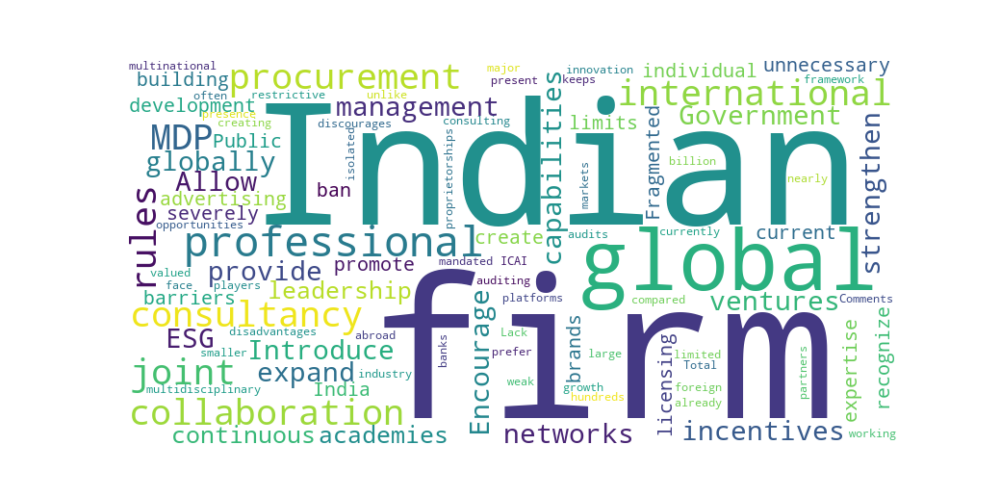 multinational
often
restrictive
procurement
major
present
keeps
innovation
individual
unnecessary
framework
building
development
presence
creating
unlike
management
discourages
consulting
limits
international
Government
MDP
Public
globally
Allow
advertising
severely
opportunities
Indian
isolated
ban
proprietorships
capabilities
markets
Fragmented
billion
nearly
strengthen
rules
professional
create
audits
currently
current
valued
face
players
provide
promote
mandated
ICAI
auditing
global
barriers
leadership
platforms
compared
ventures
Comments
consultancy
disadvantages
abroad
firm
Encourage
Lack
prefer
weak
brands
large
licensing
limited
Total
partners
expertise
recognize
ESG
smaller
Introduce
banks
joint
expand
industry
growth
hundreds
foreign
already
multidisciplinary
India
collaboration
continuous
academies
networks
incentives
working